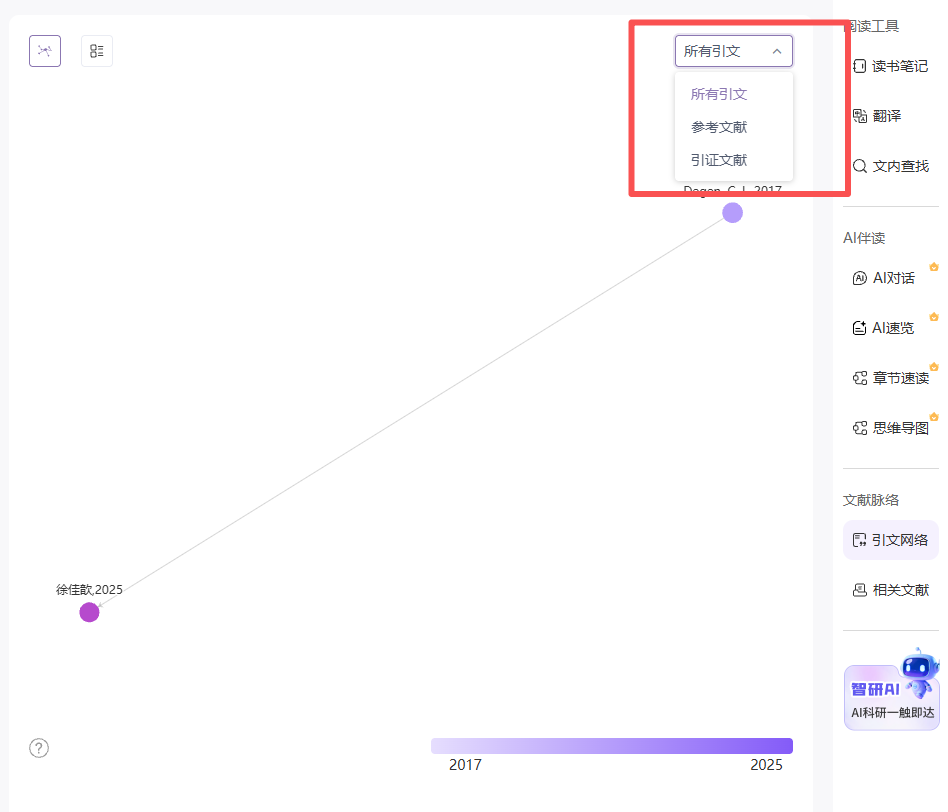 所有引文
所有引文
参考文献
引证文献
2017
徐佳歆,2025
2017
2025
?
阅读工具
读书笔记
翻译
文内查找
AI伴读
AI对话
AI速览
章节速读
思维导图
文献脉络
引文网络
相关文献
智研AI
AI科研一触即达